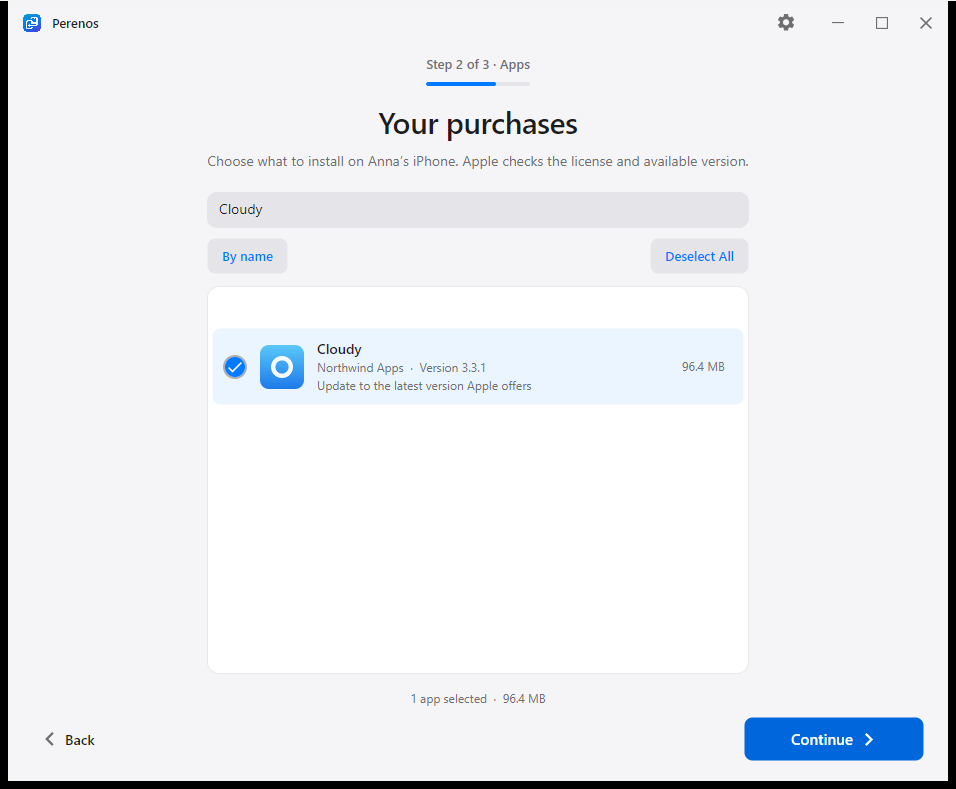 Perenos
Step 2 of 3 · Apps
Your purchases
Choose what to install on Anna’s iPhone. Apple checks the license and available version.
Cloudy
By name
Deselect All
Cloudy
Northwind Apps · Version 3.3.1
96.4 MB
Update to the latest version Apple offers
1 app selected · 96.4 MB
Back
Continue